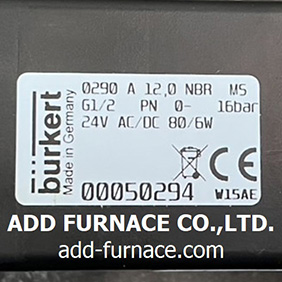 bürkert
Made in Germany
0290 A 12,0 NBR MS
G1/2 PN 0- 16bar
24V AC/DC 80/6W
00050294
W15AE
ADD FURNACE CO.,LTD.
add-furnace.com